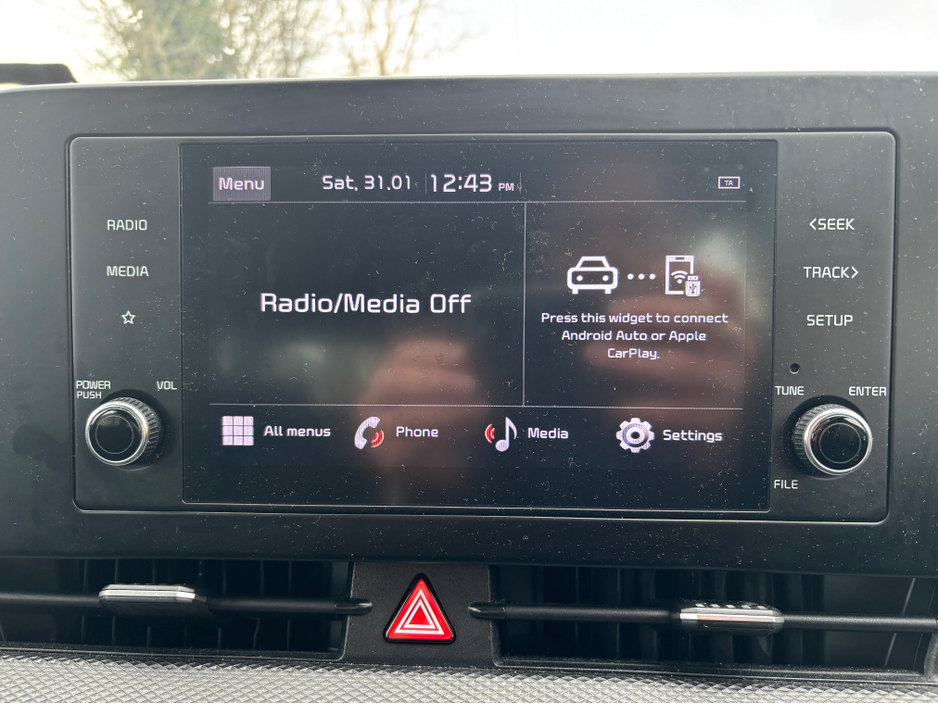 Menu
Sat, 31.01 12:43 PM
TA
RADIO
MEDIA
POWER
PUSH
VOL
Radio/Media Off
Press this widget to connect
Android Auto or Apple
CarPlay.
All menus
Phone
Media
Settings
<SEEK
TRACK>
SETUP
TUNE
ENTER
FILE